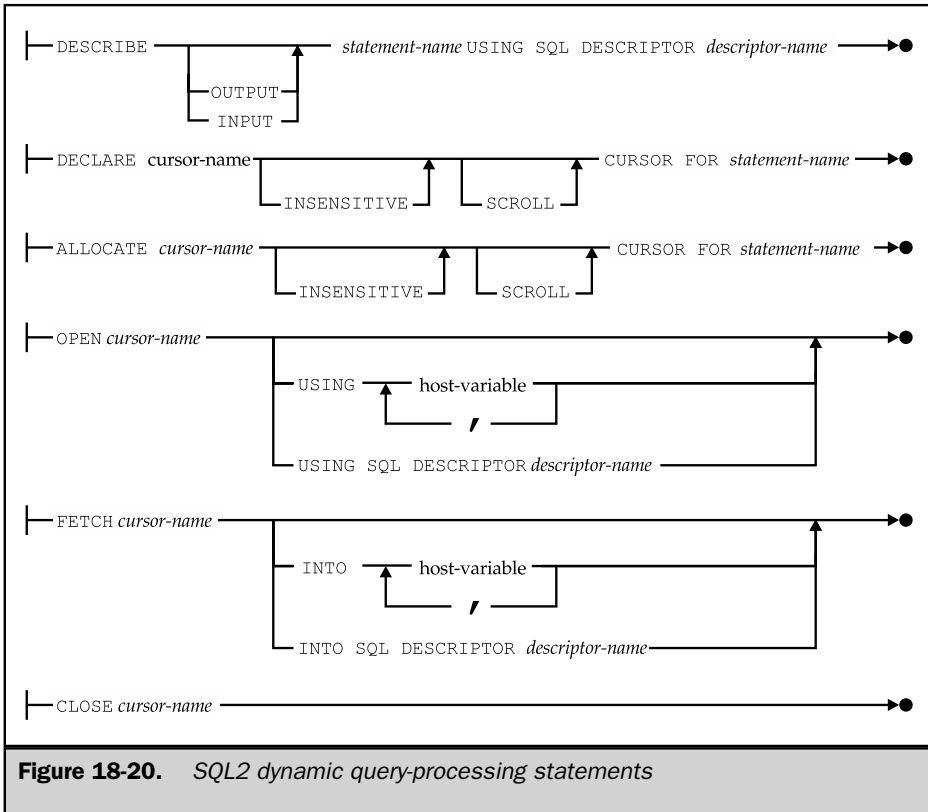 DESCRIBE statement-name USING SQL DESCRIPTOR descriptor-name
OUTPUT
INPUT
DECLARE cursor-name CURSOR FOR statement-name
INSENSITIVE SCROLL
ALLOCATE cursor-name CURSOR FOR statement-name
INSENSITIVE SCROLL
OPEN cursor-name
USING host-variable
,
USING SQL DESCRIPTOR descriptor-name
FETCH cursor-name
INTO host-variable
,
INTO SQL DESCRIPTOR descriptor-name
CLOSE cursor-name
Figure 18-20. SQL2 dynamic query-processing statements